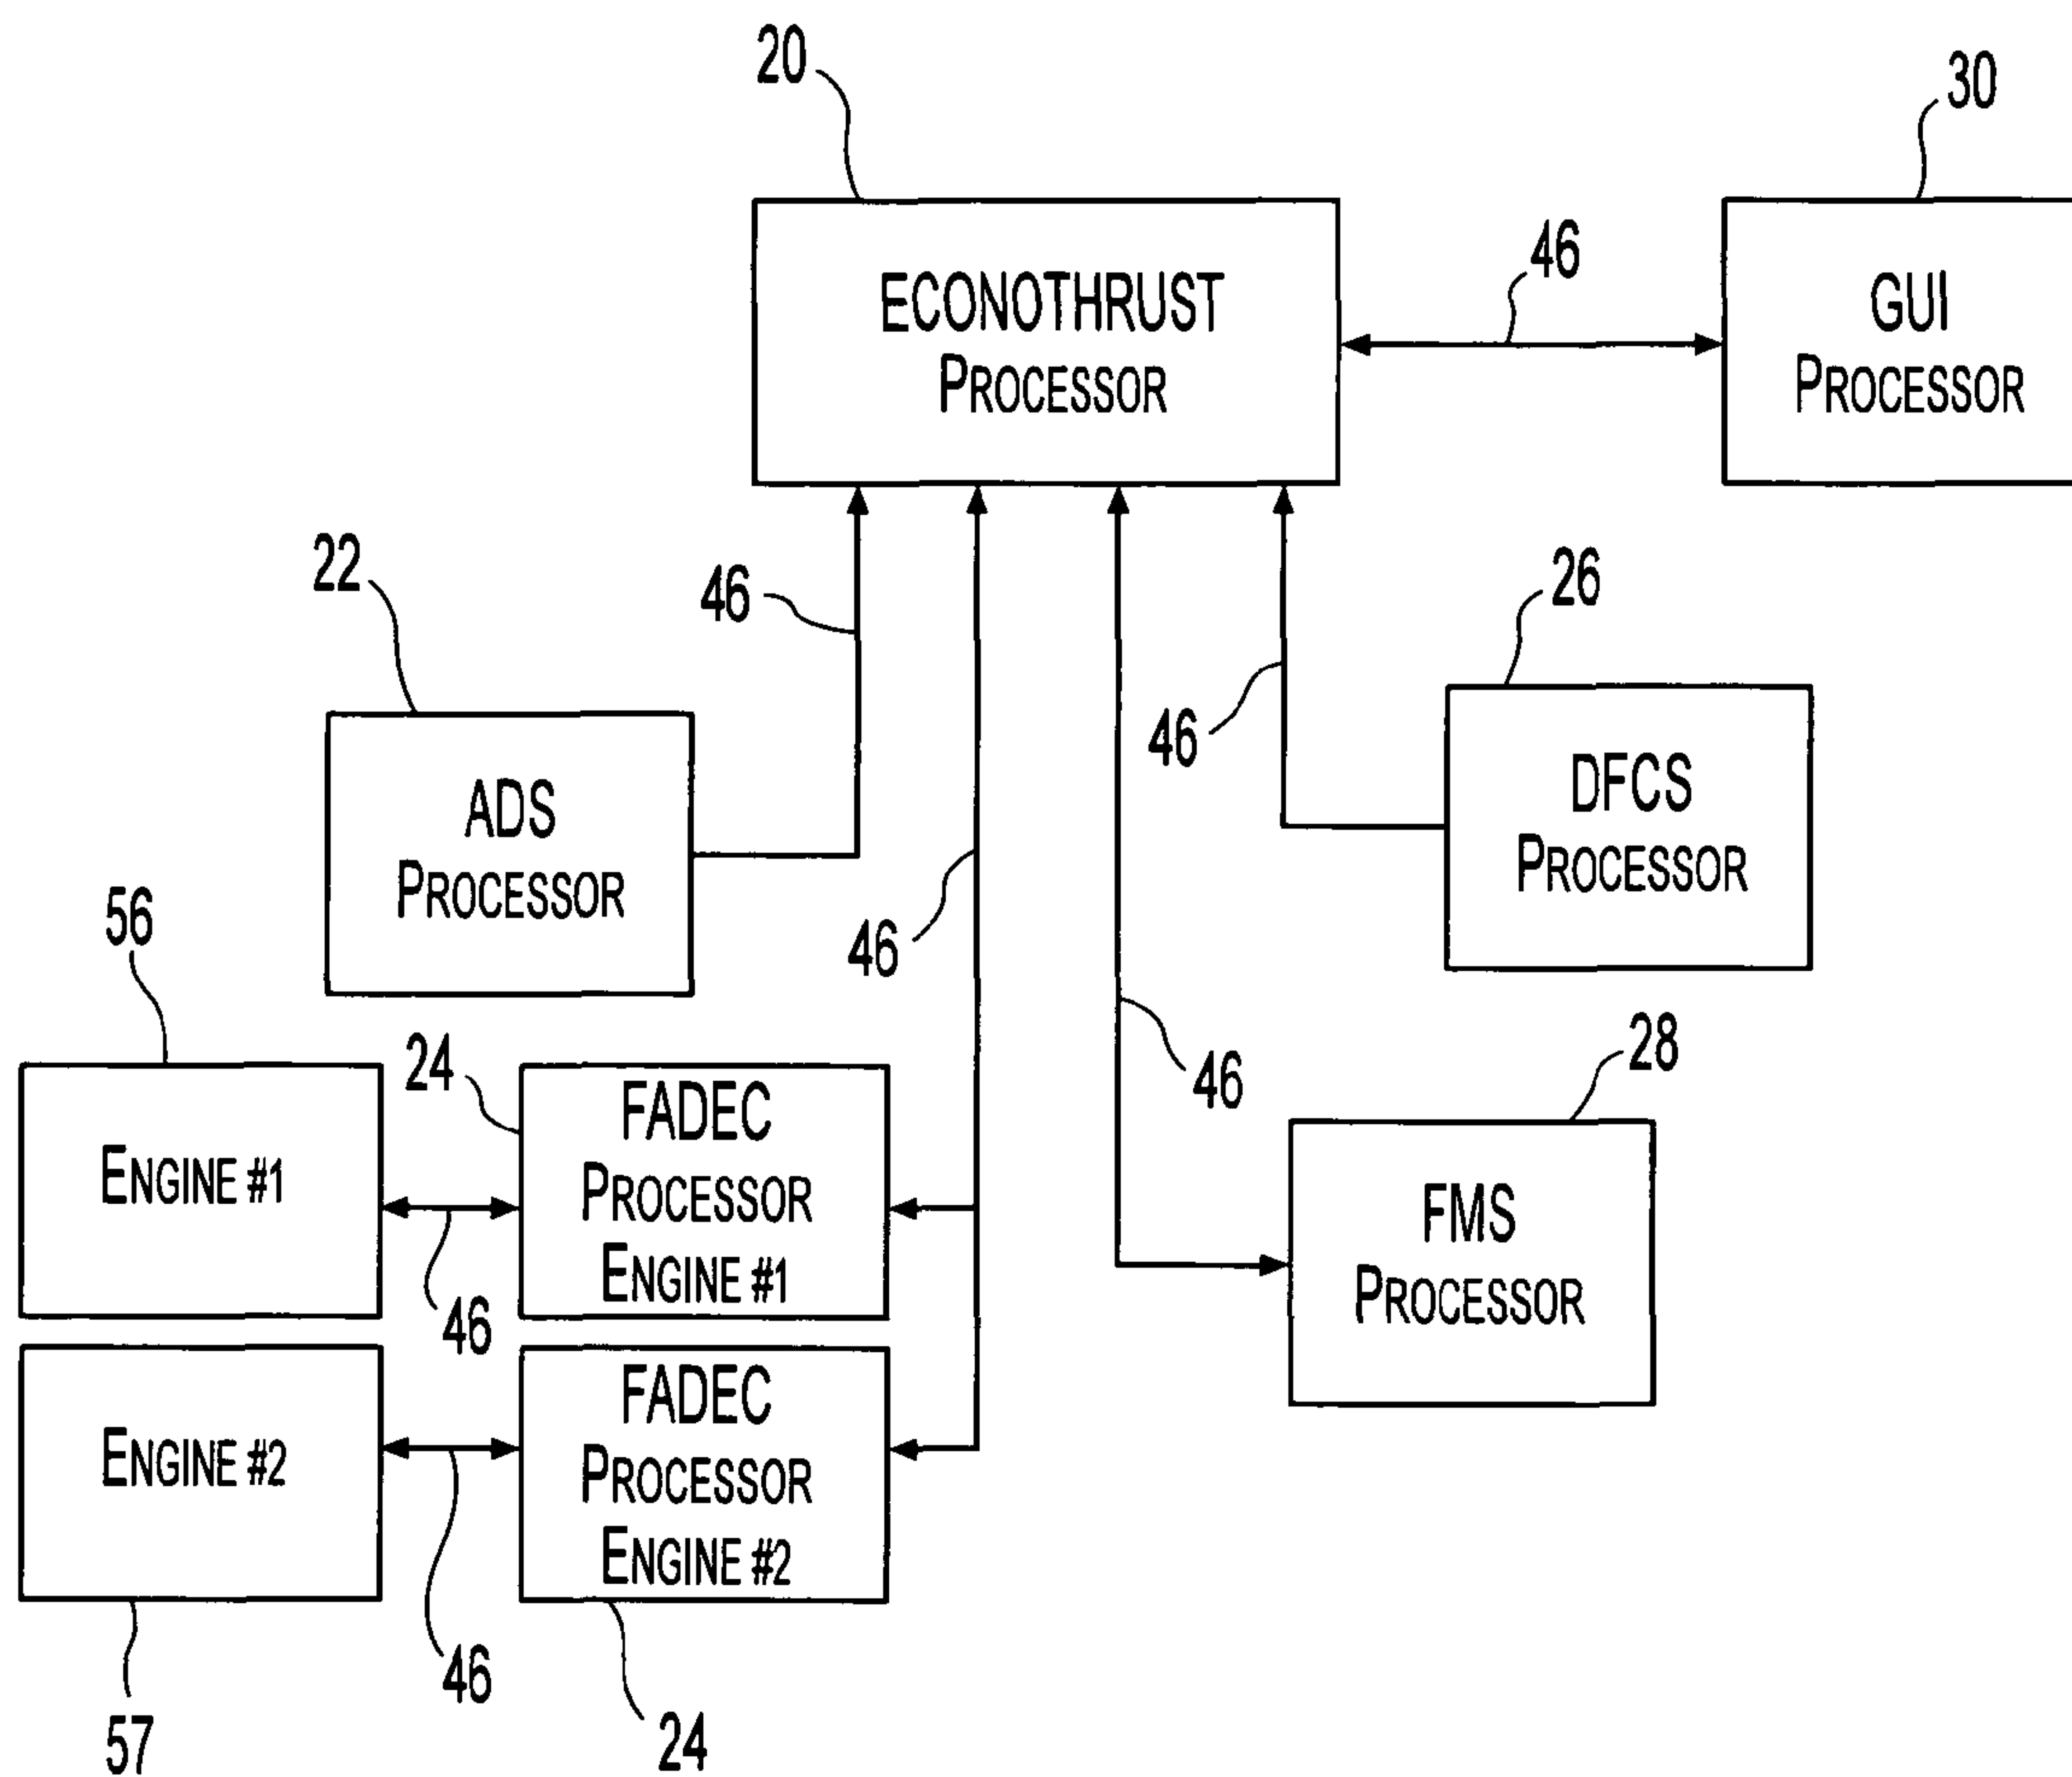 20
30
ECONOTHRUST
PROCESSOR
46
GUI
PROCESSOR
22
46
26
46
ADS
PROCESSOR
DFCS
PROCESSOR
56
46
24
46
28
ENGINE #1
FADEC
PROCESSOR
ENGINE #1
46
FMS
PROCESSOR
ENGINE #2
FADEC
PROCESSOR
ENGINE #2
46
57
24